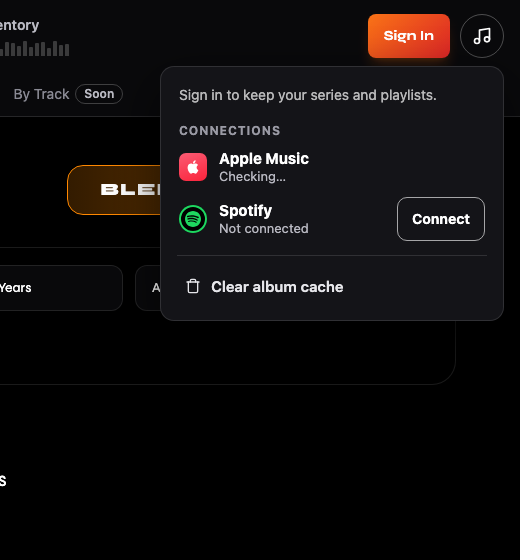 entory
Sign In
By Track
Soon
Sign in to keep your series and playlists.
CONNECTIONS
Apple Music
Checking...
Spotify
Not connected
Connect
BLE
Years
A
Clear album cache
s